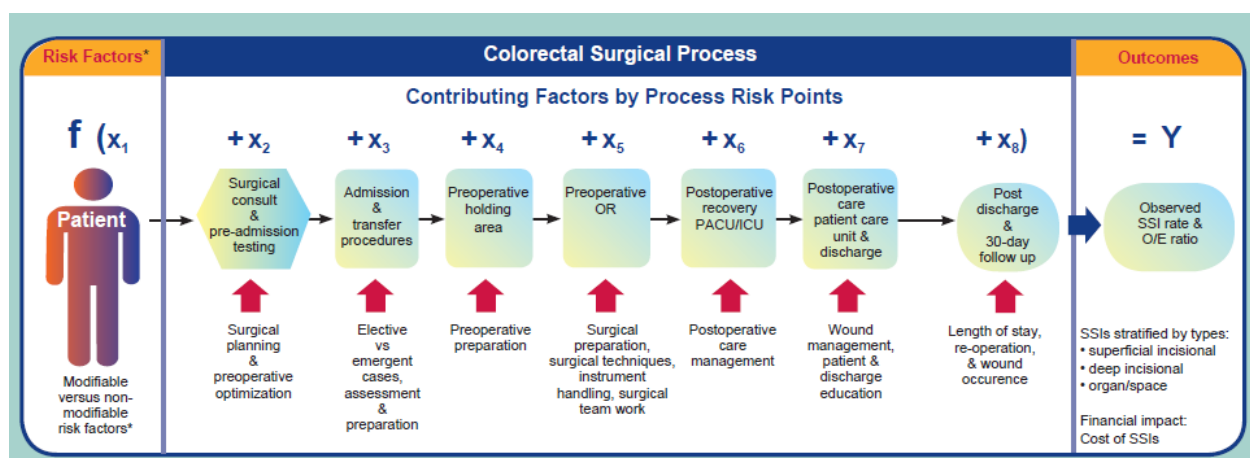 Risk Factors*
Colorectal Surgical Process
Outcomes
Contributing Factors by Process Risk Points
f (x1
+ x2
+ x3
+ x4
+ x5
+ x6
+ x7
+ x8)
= Y
Patient
Surgical
consult
&
pre-admission
testing
Admission
&
transfer
procedures
Preoperative
holding
area
Preoperative
OR
Postoperative
recovery
PACU/ICU
Postoperative
care
patient care
unit &
discharge
Post
discharge
&
30-day
follow up
Observed
SSI rate &
O/E ratio
Modifiable
versus non-
modifiable
risk factors*
Surgical
planning
&
preoperative
optimization
Elective
vs
emergent
cases,
assessment
&
preparation
Preoperative
preparation
Surgical
preparation,
surgical techniques,
instrument
handling, surgical
team work
Postoperative
care
management
Wound
management,
patient &
discharge
education
Length of stay,
re-operation,
& wound
occurence
SSIs stratified by types:
• superficial incisional
• deep incisional
• organ/space
Financial impact:
Cost of SSIs